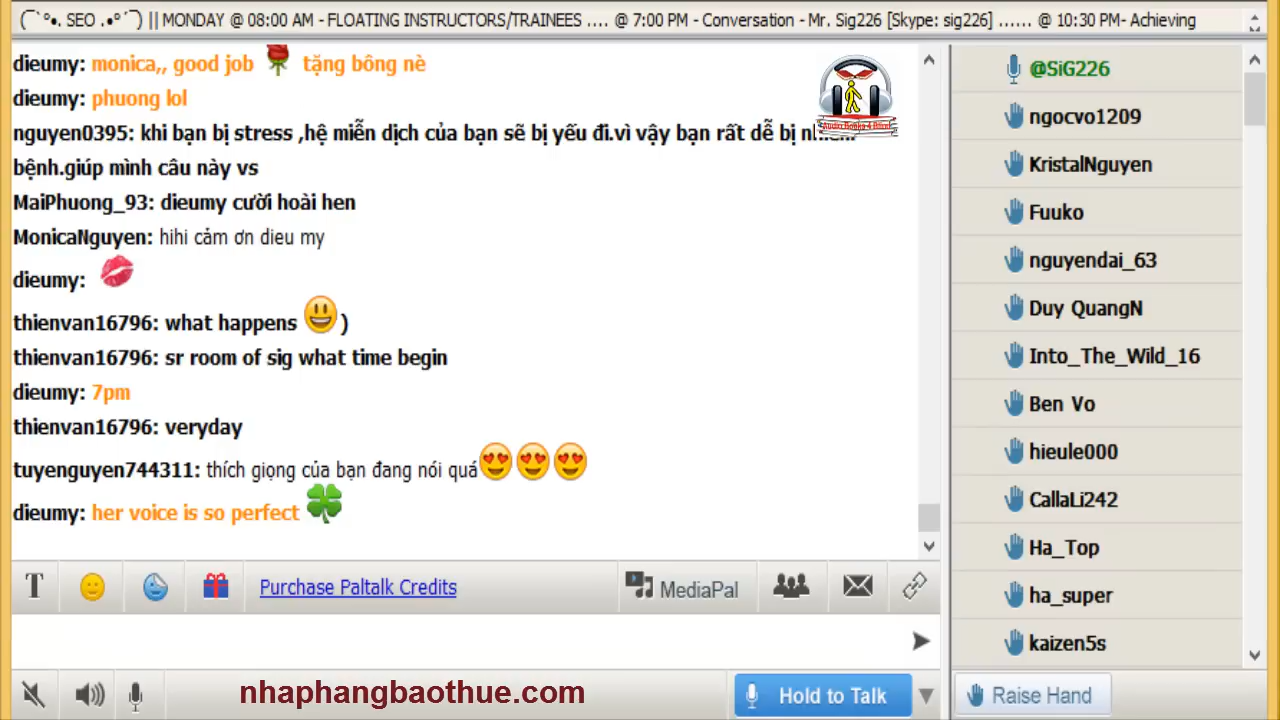 (¯`°•. SEO .•°´¯) || MONDAY @ 08:00 AM - FLOATING INSTRUCTORS/TRAINEES .... @ 7:00 PM - Conversation - Mr. Sig226 [Skype: sig226] ...... @ 10:30 PM- Achieving
dieumy: monica,, good job tặng bông nè
dieumy: phuong lol
nguyen0395: khi bạn bị stress ,hệ miễn dịch của bạn sẽ bị yếu đi.vì vậy bạn rất dễ bị
bệnh.giúp mình câu này vs
MaiPhuong_93: dieumy cười hoài hen
MonicaNguyen: hihi cảm ơn dieu my
dieumy:
thienvan16796: what happens )
thienvan16796: sr room of sig what time begin
dieumy: 7pm
thienvan16796: veryday
tuyenguyen744311: thích giọng của bạn đang nói quá
dieumy: her voice is so perfect
T
Purchase Paltalk Credits
MediaPal
nhaphangbaothue.com
Hold to Talk
@SiG226
ngocvo1209
KristalNguyen
Fuuko
nguyendai_63
Duy QuangN
Into_The_Wild_16
Ben Vo
hieule000
CallaLi242
Ha_Top
ha_super
kaizen5s
Raise Hand